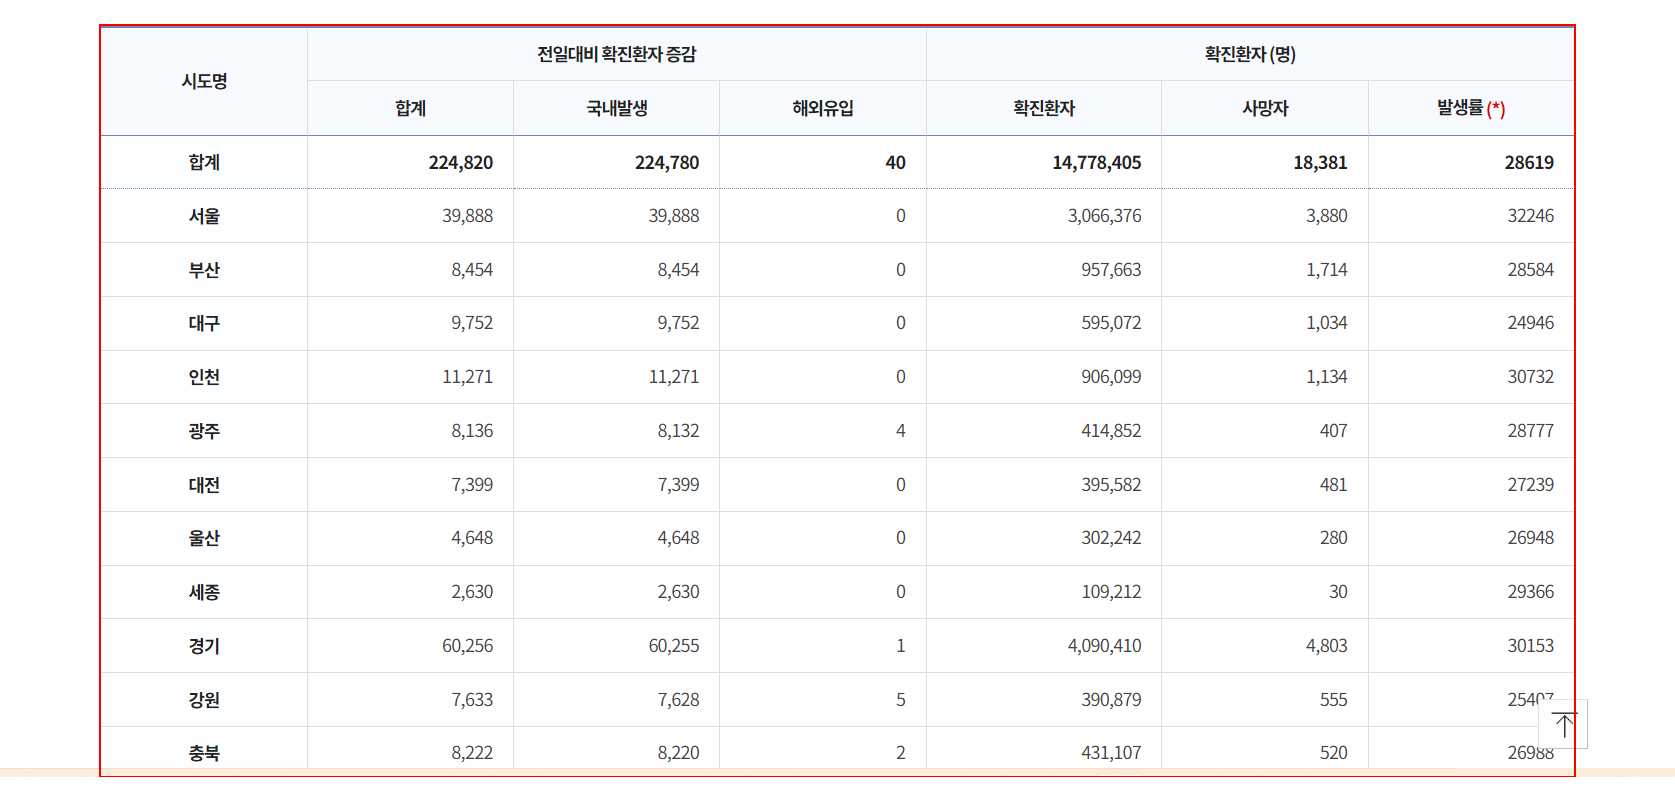 시도명 전일대비 확진환자 증감 확진환자 (명)
합계 국내발생 해외유입 확진환자 사망자 발생률 (*)
합계 224,820 224,780 40 14,778,405 18,381 28619
서울 39,888 39,888 0 3,066,376 3,880 32246
부산 8,454 8,454 0 957,663 1,714 28584
대구 9,752 9,752 0 595,072 1,034 24946
인천 11,271 11,271 0 906,099 1,134 30732
광주 8,136 8,132 4 414,852 407 28777
대전 7,399 7,399 0 395,582 481 27239
울산 4,648 4,648 0 302,242 280 26948
세종 2,630 2,630 0 109,212 30 29366
경기 60,256 60,255 1 4,090,410 4,803 30153
강원 7,633 7,628 5 390,879 555 25407
충북 8,222 8,220 2 431,107 520 26988